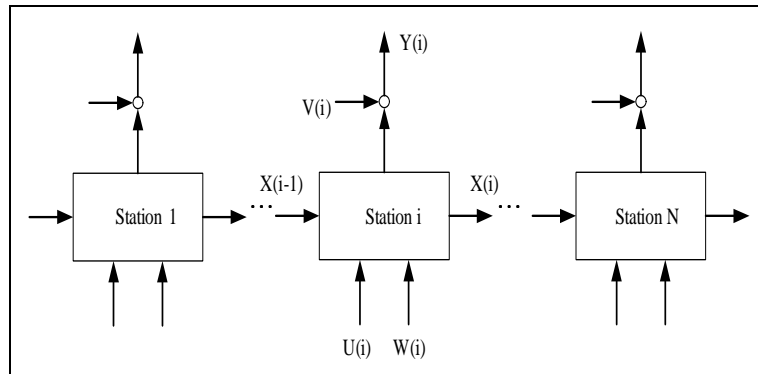 Y(i)
V(i)
X(i-1)
X(i)
...
...
Station 1
Station i
Station N
U(i)
W(i)